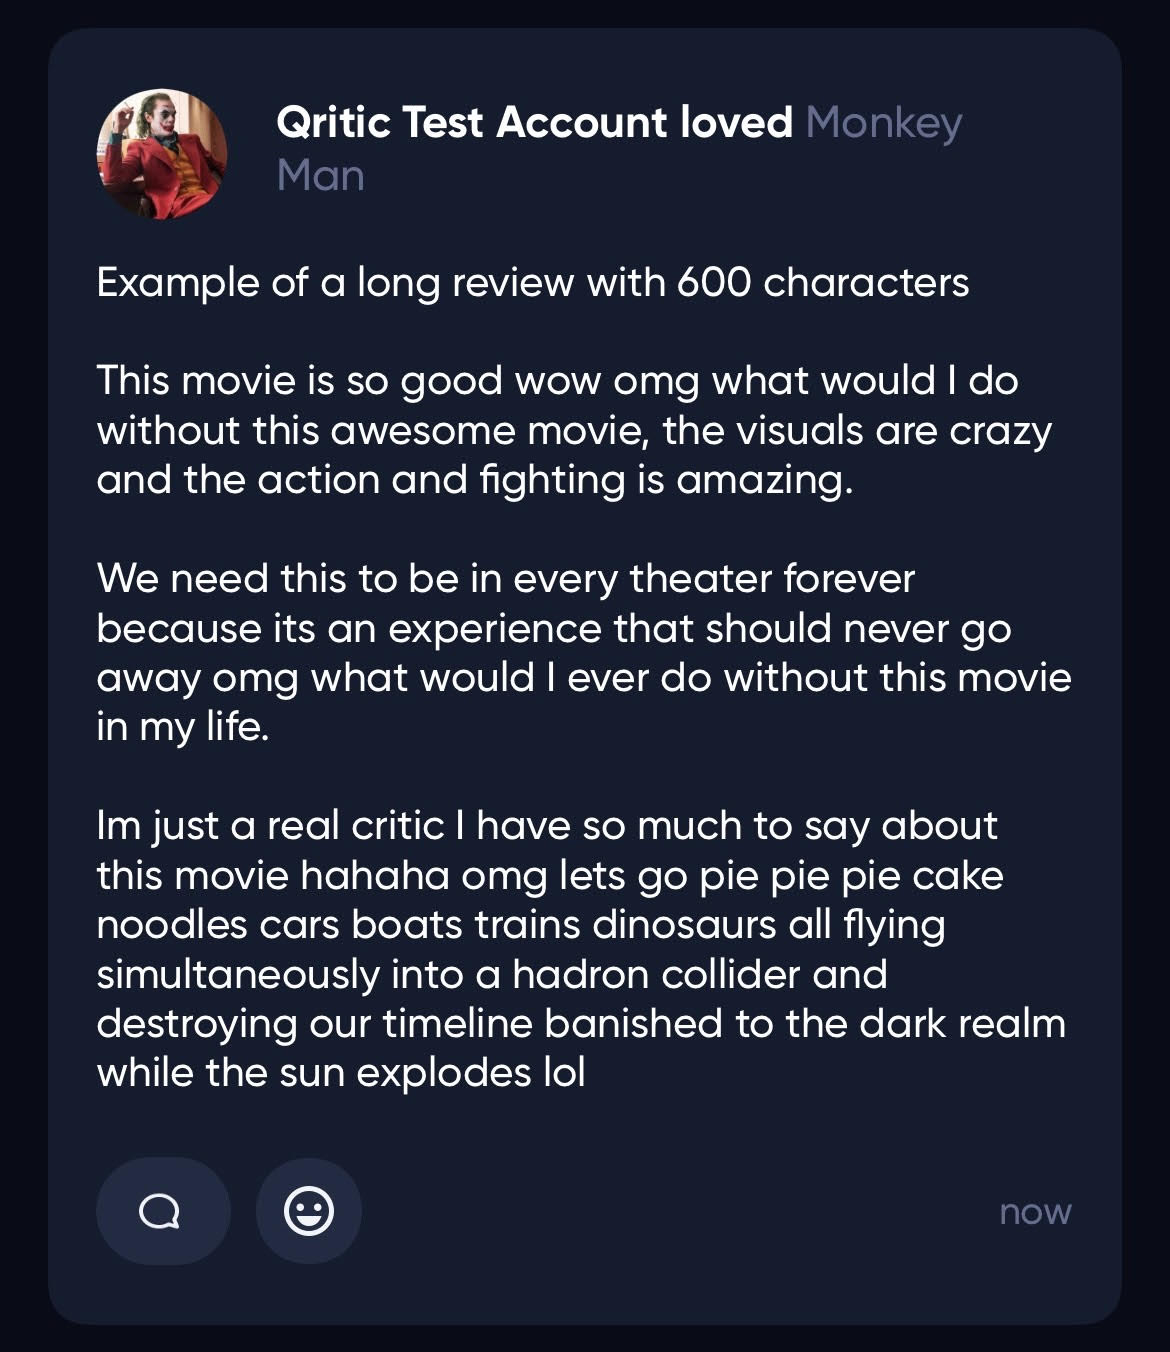 Qritic Test Account loved Monkey
Man
Example of a long review with 600 characters
This movie is so good wow omg what would I do
without this awesome movie, the visuals are crazy
and the action and fighting is amazing.
We need this to be in every theater forever
because its an experience that should never go
away omg what would I ever do without this movie
in my life.
Im just a real critic I have so much to say about
this movie hahaha omg lets go pie pie pie cake
noodles cars boats trains dinosaurs all flying
simultaneously into a hadron collider and
destroying our timeline banished to the dark realm
while the sun explodes lol
now